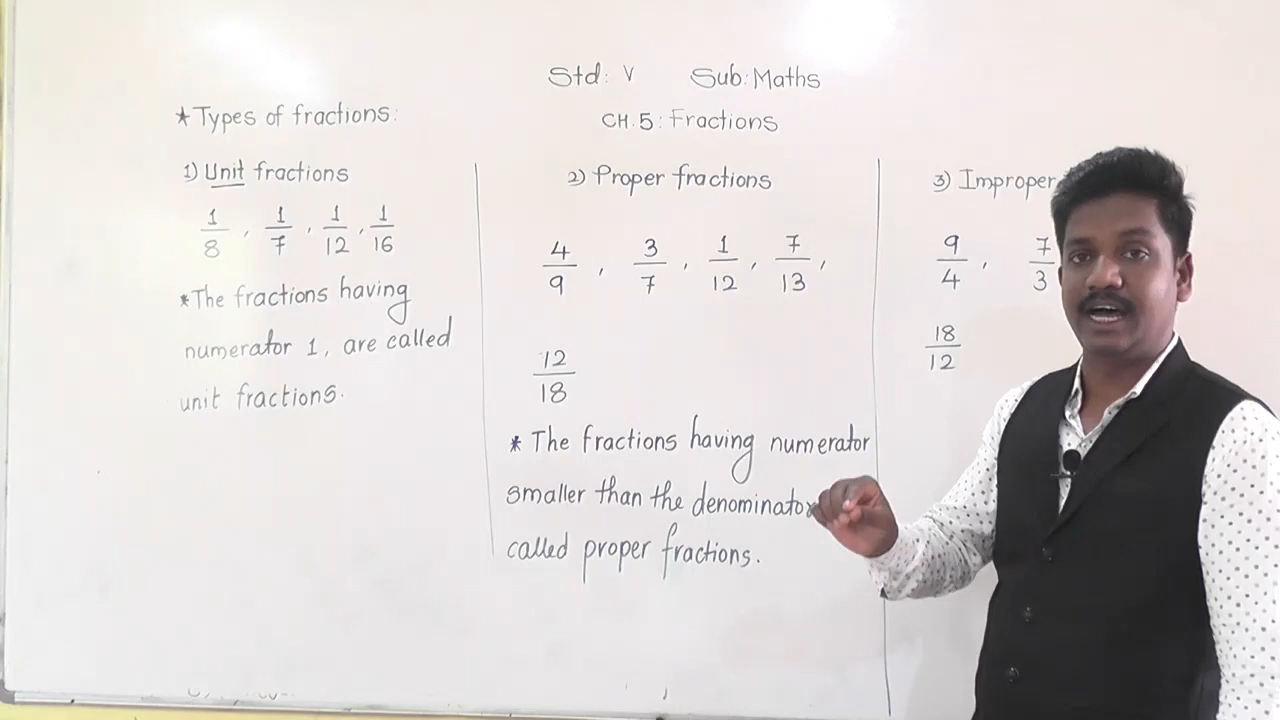 Std: V Sub: Maths
CH.5: Fractions
* Types of fractions:
1) Unit fractions
1/8, 1/7, 1/12, 1/16
* The fractions having
numerator 1, are called
unit fractions.
2) Proper fractions
4/9, 3/7, 1/12, 7/13,
12/18
* The fractions having numerator
smaller than the denominator
called proper fractions.
3) Improper
9/4, 7/3
18/12